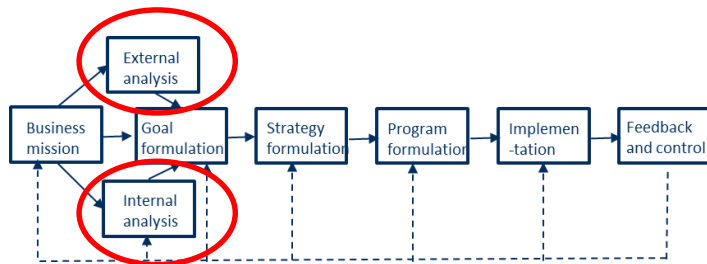 External
analysis
Business
mission
Goal
formulation
Strategy
formulation
Program
formulation
Implemen
-tation
Feedback
and control
Internal
analysis